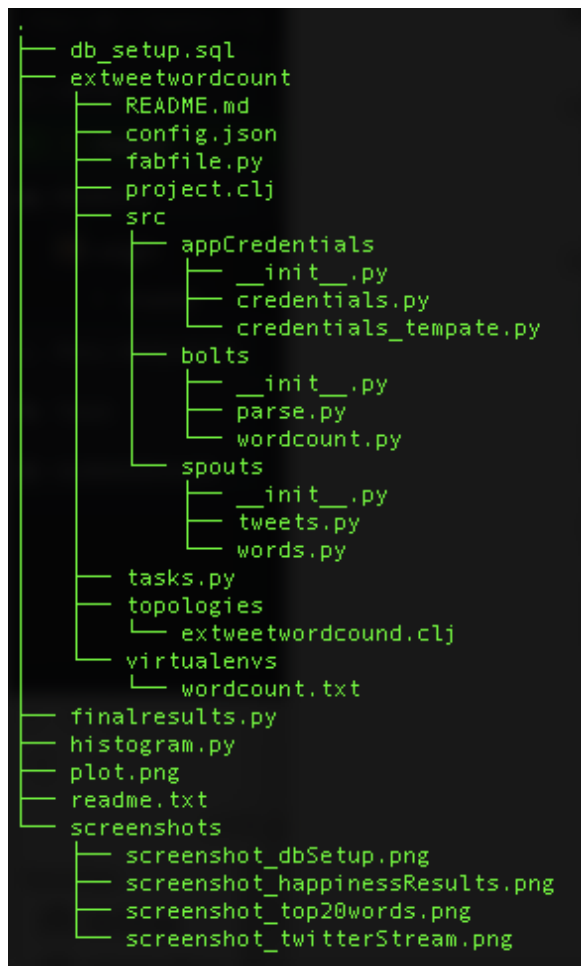 .
├── db_setup.sql
├── extweetwordcount
│   ├── README.md
│   ├── config.json
│   ├── fabfile.py
│   ├── project.clj
│   ├── src
│   │   ├── appCredentials
│   │   │   ├── __init__.py
│   │   │   ├── credentials.py
│   │   │   └── credentials_tempate.py
│   │   ├── bolts
│   │   │   ├── __init__.py
│   │   │   ├── parse.py
│   │   │   └── wordcount.py
│   │   └── spouts
│   │       ├── __init__.py
│   │       ├── tweets.py
│   │       └── words.py
│   ├── tasks.py
│   ├── topologies
│   │   └── extweetwordcound.clj
│   └── virtualenvs
│       └── wordcount.txt
├── finalresults.py
├── histogram.py
├── plot.png
├── readme.txt
└── screenshots
    ├── screenshot_dbSetup.png
    ├── screenshot_happinessResults.png
    ├── screenshot_top20words.png
    └── screenshot_twitterStream.png